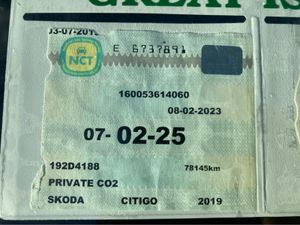 E 6737891
NCT
160053614060
08-02-2023
07- 02-25
192D4188 78145km
PRIVATE CO2
SKODA CITIGO 2019